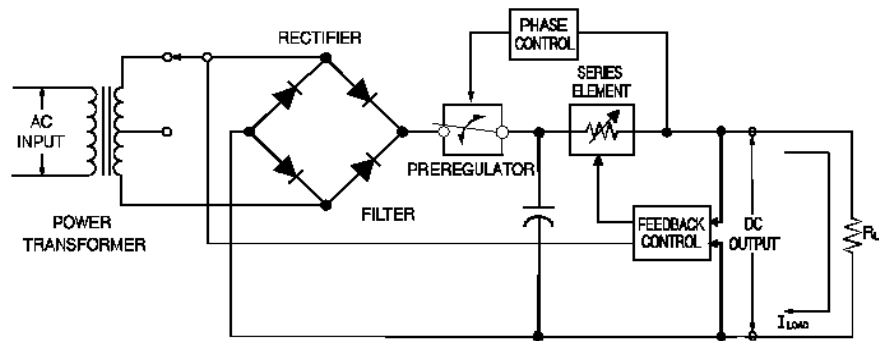 PHASE
CONTROL
RECTIFIER
SERIES
ELEMENT
AC
INPUT
PREREGULATOR
POWER
TRANSFORMER
FILTER
FEEDBACK
CONTROL
DC
OUTPUT
RL
ILOAD